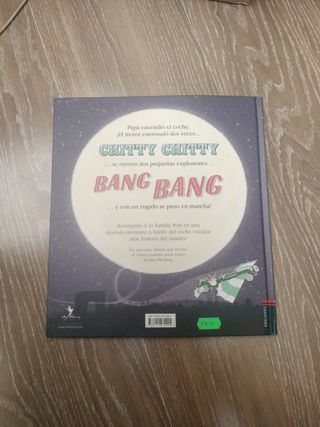 Papá encendió el coche
¡El motor estornudó dos veces...
CHITTY CHITTY
...se oyeron dos pequeñas explosiones...
BANG BANG
...y con un rugido se puso en marcha!
¡Acompaña a la familia Pott en una
alocada aventura a bordo del coche volador
más famoso del mundo!
Un precioso álbum que recrea
el clásico cuento para niños
de Ian Fleming.